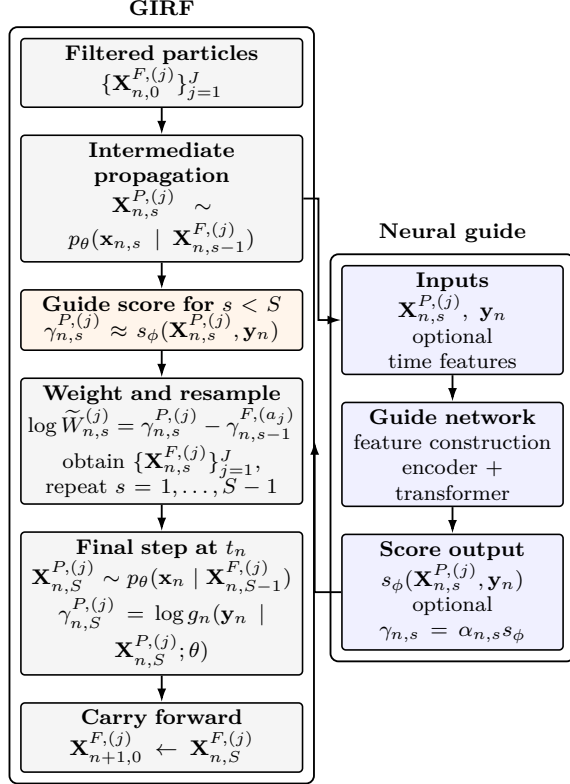 GIRF
Filtered particles
{X_{n,0}^{F,(j)}}_{j=1}^{J}
Intermediate
propagation
X_{n,s}^{P,(j)} ∼
p_θ(x_{n,s} | X_{n,s−1}^{F,(j)})
Guide score for s < S
γ_{n,s}^{P,(j)} ≈ s_ϕ(X_{n,s}^{P,(j)}, y_n)
Weight and resample
log W̃_{n,s}^{(j)} = γ_{n,s}^{P,(j)} − γ_{n,s−1}^{F,(a_j)}
obtain {X_{n,s}^{F,(j)}}_{j=1}^{J},
repeat s = 1, . . . , S − 1
Final step at t_n
X_{n,S}^{P,(j)} ∼ p_θ(x_n | X_{n,S−1}^{F,(j)})
γ_{n,S}^{P,(j)} = log g_n(y_n |
X_{n,S}^{P,(j)}; θ)
Carry forward
X_{n+1,0}^{F,(j)} ← X_{n,S}^{F,(j)}
Neural guide
Inputs
X_{n,s}^{P,(j)}, y_n
optional
time features
Guide network
feature construction
encoder +
transformer
Score output
s_ϕ(X_{n,s}^{P,(j)}, y_n)
optional
γ_{n,s} = α_{n,s}s_ϕ